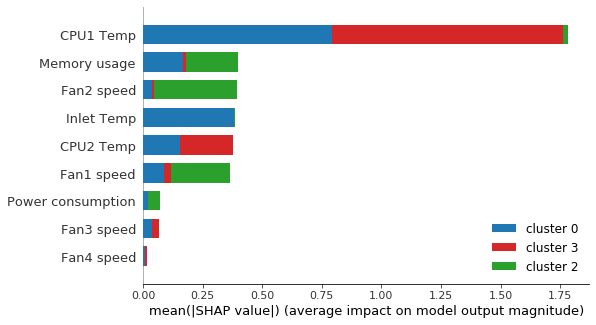 CPU1 Temp
Memory usage
Fan2 speed
Inlet Temp
CPU2 Temp
Fan1 speed
Power consumption
Fan3 speed
Fan4 speed
cluster 0
cluster 3
cluster 2
0.00 0.25 0.50 0.75 1.00 1.25 1.50 1.75
mean(|SHAP value|) (average impact on model output magnitude)